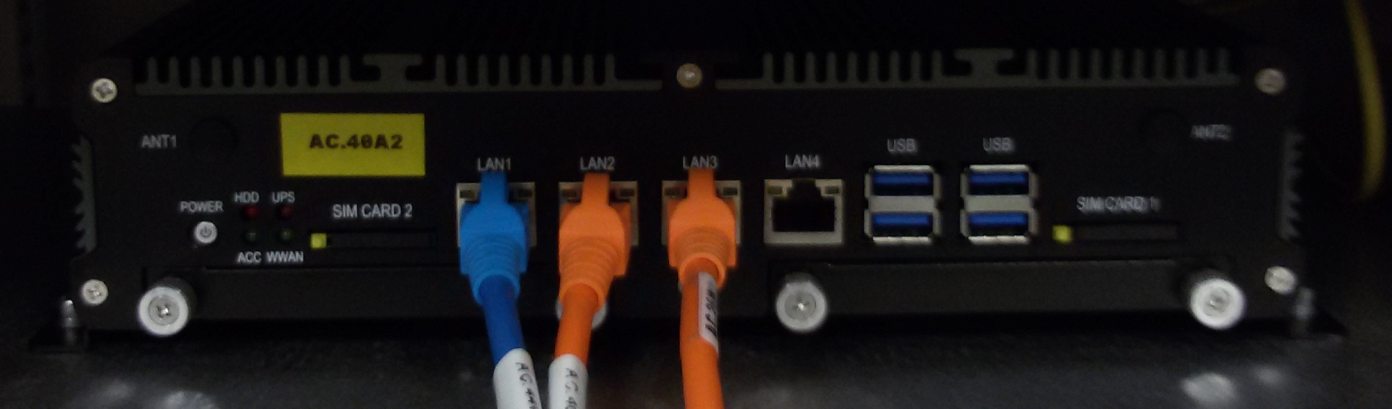 ANT1
AC.40A2
LAN1
LAN2
LAN3
LAN4
USB
USB
ANT2
POWER
HDD UPS
ACC WWAN
SIM CARD 2
SIM CARD 1